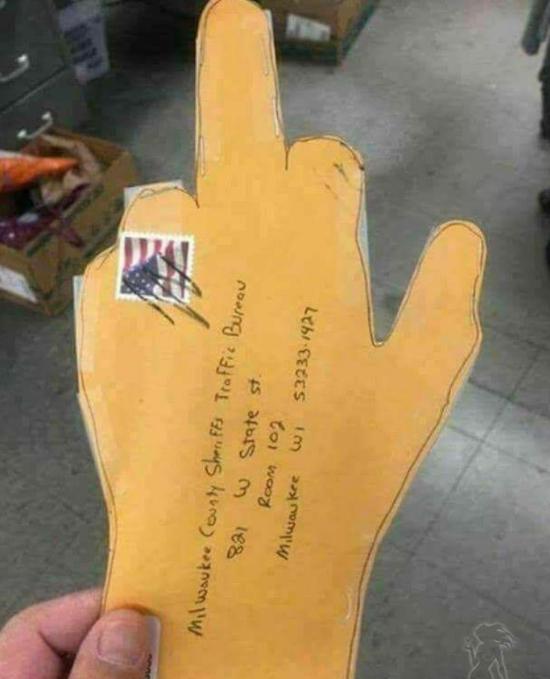 Milwaukee County Sheriffs Traffic Bureau
821 W State st.
Room 102
Milwaukee WI 53233-1427